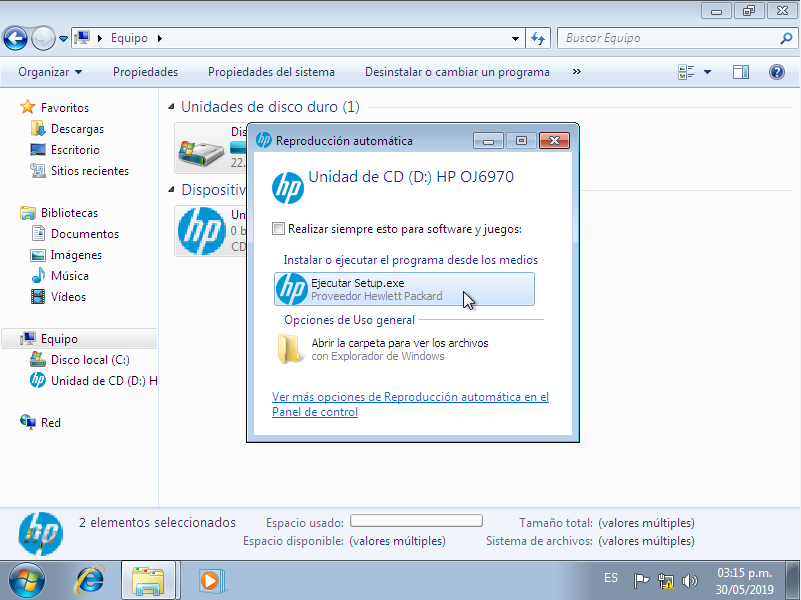 Equipo
Buscar Equipo
Organizar
Propiedades
Propiedades del sistema
Desinstalar o cambiar un programa
»
Favoritos
Descargas
Escritorio
Sitios recientes
Bibliotecas
Documentos
Imágenes
Música
Vídeos
Equipo
Disco local (C:)
Unidad de CD (D:) H
Red
Unidades de disco duro (1)
Dis
22.
Dispositiv
hp
Un
0 b
CD
hp Reproducción automática
hp
Unidad de CD (D:) HP OJ6970
Realizar siempre esto para software y juegos:
Instalar o ejecutar el programa desde los medios
hp
Ejecutar Setup.exe
Proveedor Hewlett Packard
Opciones de Uso general
Abrir la carpeta para ver los archivos
con Explorador de Windows
Ver más opciones de Reproducción automática en el
Panel de control
hp
2 elementos seleccionados
Espacio usado:
Tamaño total: (valores múltiples)
Espacio disponible: (valores múltiples)
Sistema de archivos: (valores múltiples)
ES
03:15 p.m.
30/05/2019